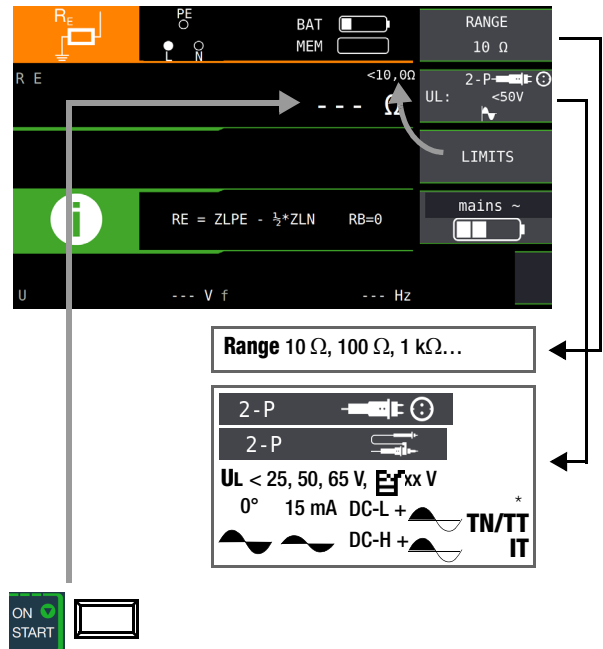 RE
PE
L N
BAT
MEM
RANGE
10 Ω
R E
<10,0Ω
--- Ω
2-P
UL: <50V
LIMITS
i
RE = ZLPE - ½*ZLN RB=0
mains ~
U --- V f --- Hz
Range 10 Ω, 100 Ω, 1 kΩ…
2-P
2-P
UL < 25, 50, 65 V, xx V
0° 15 mA DC-L +
DC-H +
*
TN/TT
IT
ON
START